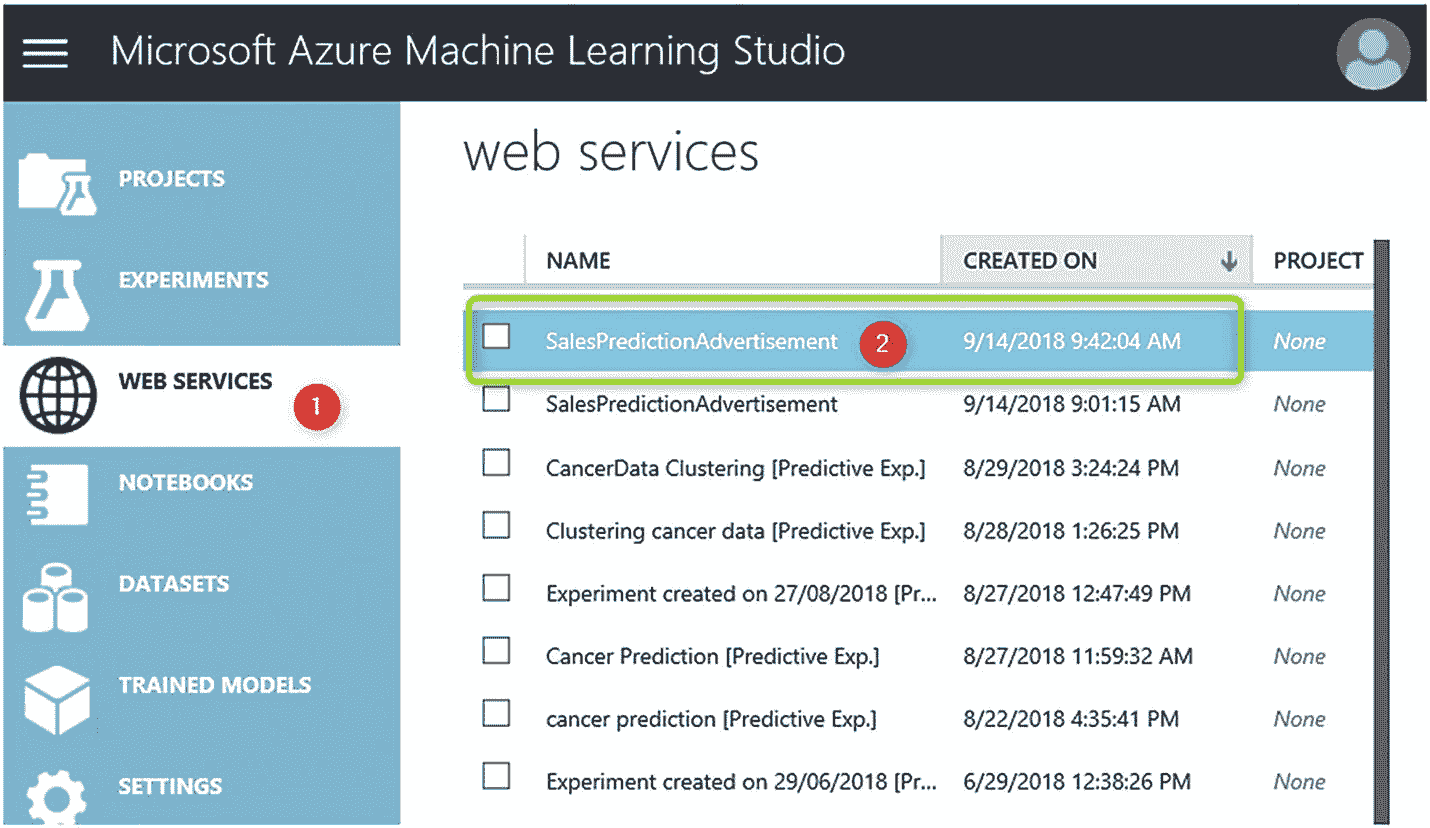 Microsoft Azure Machine Learning Studio
PROJECTS
EXPERIMENTS
WEB SERVICES
1
NOTEBOOKS
DATASETS
TRAINED MODELS
SETTINGS
web services
NAME CREATED ON PROJECT
SalesPredictionAdvertisement 2 9/14/2018 9:42:04 AM None
SalesPredictionAdvertisement 9/14/2018 9:01:15 AM None
CancerData Clustering [Predictive Exp.] 8/29/2018 3:24:24 PM None
Clustering cancer data [Predictive Exp.] 8/28/2018 1:26:25 PM None
Experiment created on 27/08/2018 [Pr... 8/27/2018 12:47:49 PM None
Cancer Prediction [Predictive Exp.] 8/27/2018 11:59:32 AM None
cancer prediction [Predictive Exp.] 8/22/2018 4:35:41 PM None
Experiment created on 29/06/2018 [Pr... 6/29/2018 12:38:26 PM None